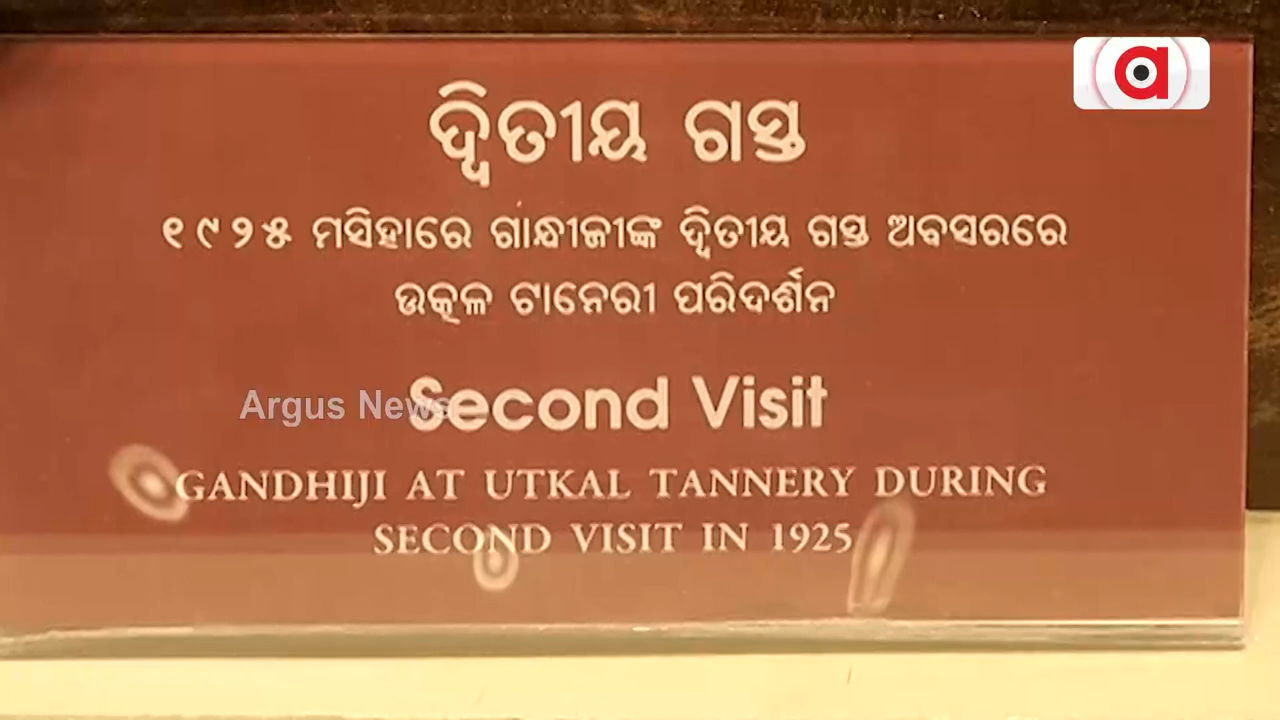 ଦ୍ୱିତୀୟ ଗସ୍ତ
୧୯୨୫ ମସିହାରେ ଗାନ୍ଧୀଜୀଙ୍କ ଦ୍ୱିତୀୟ ଗସ୍ତ ଅବସରରେ
ଉତ୍କଳ ଟାନେରୀ ପରିଦର୍ଶନ
Argus News
Second Visit
GANDHIJI AT UTKAL TANNERY DURING
SECOND VISIT IN 1925